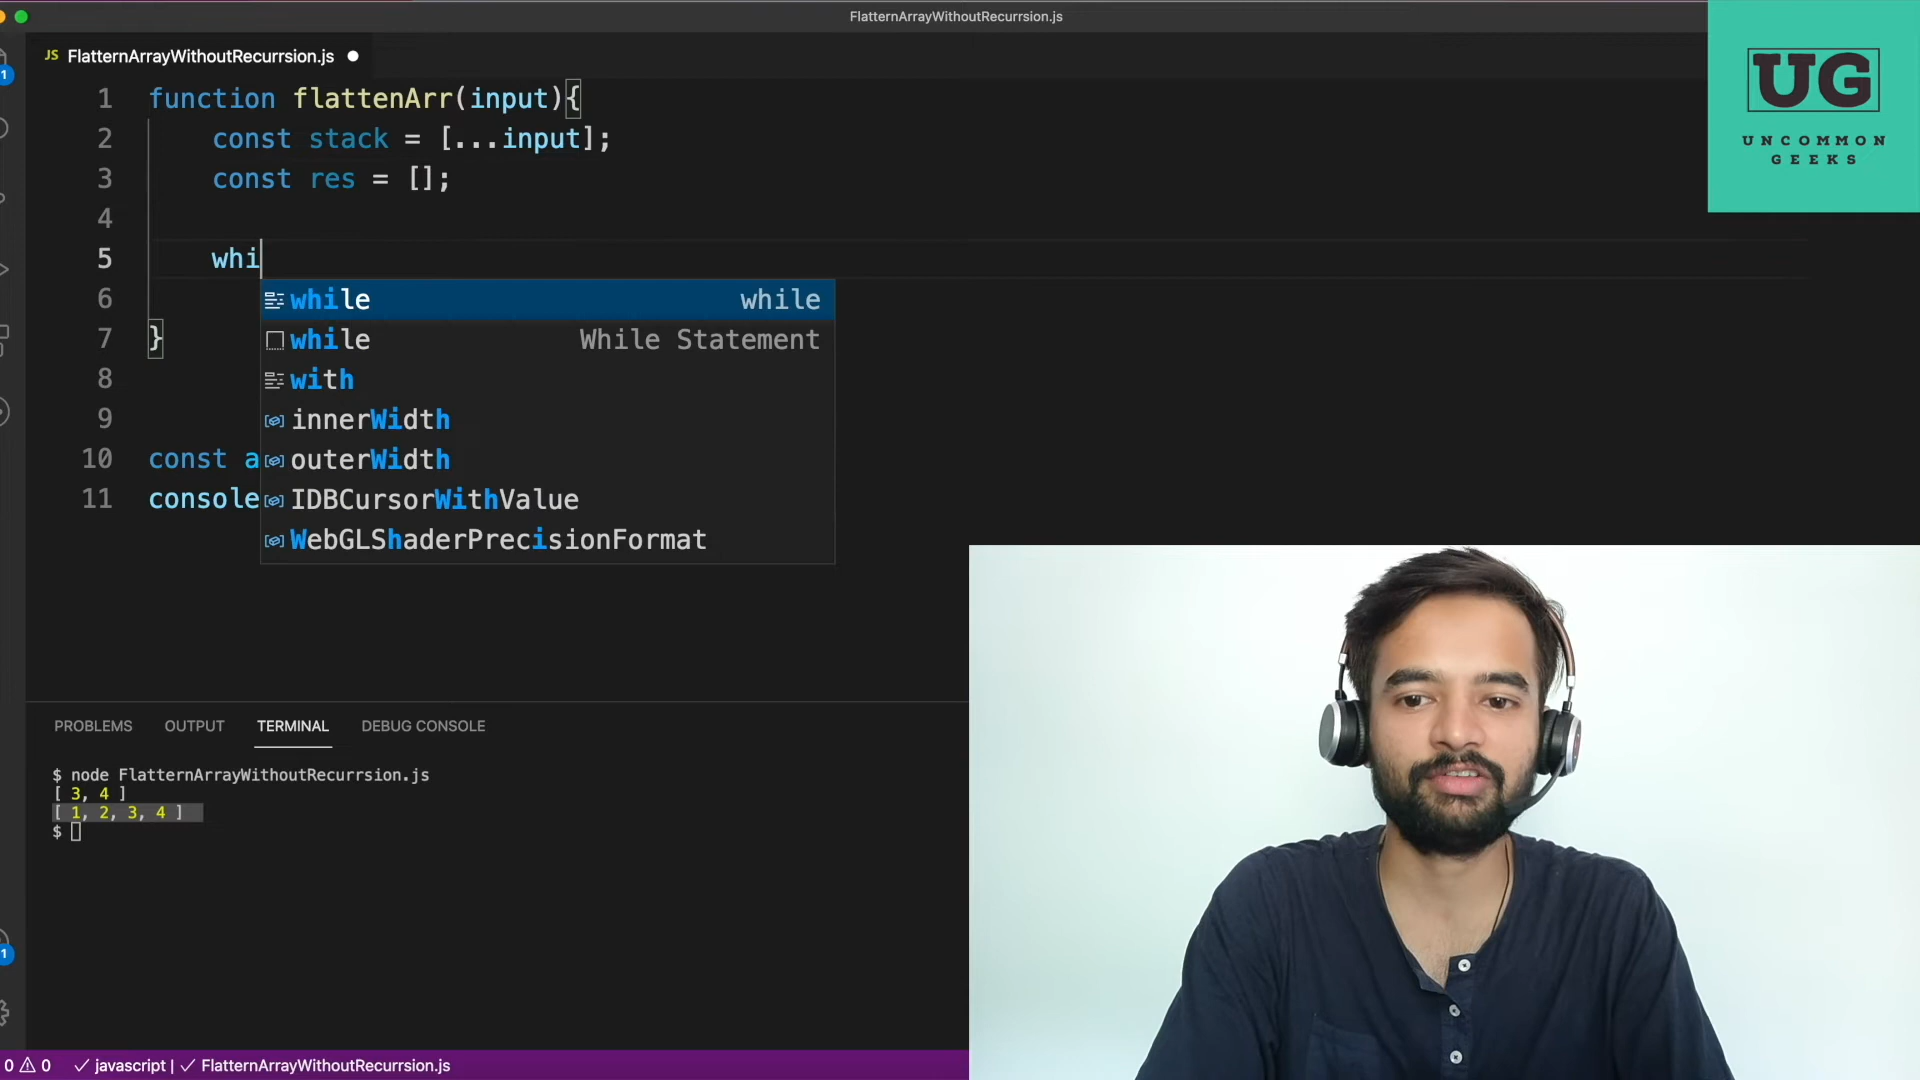 FlatternArrayWithoutRecurrsion.js
JS FlatternArrayWithoutRecurrsion.js
UG
UNCOMMON
GEEKS
1 function flattenArr(input){
2 const stack = [...input];
3 const res = [];
4
5 whi
6
7 }
8
9
10 const a
11 console
while while
while While Statement
with
innerWidth
outerWidth
IDBCursorWithValue
WebGLShaderPrecisionFormat
PROBLEMS OUTPUT TERMINAL DEBUG CONSOLE
$ node FlatternArrayWithoutRecurrsion.js
[ 3, 4 ]
[ 1, 2, 3, 4 ]
$
1
1
0 0 javascript | FlatternArrayWithoutRecurrsion.js